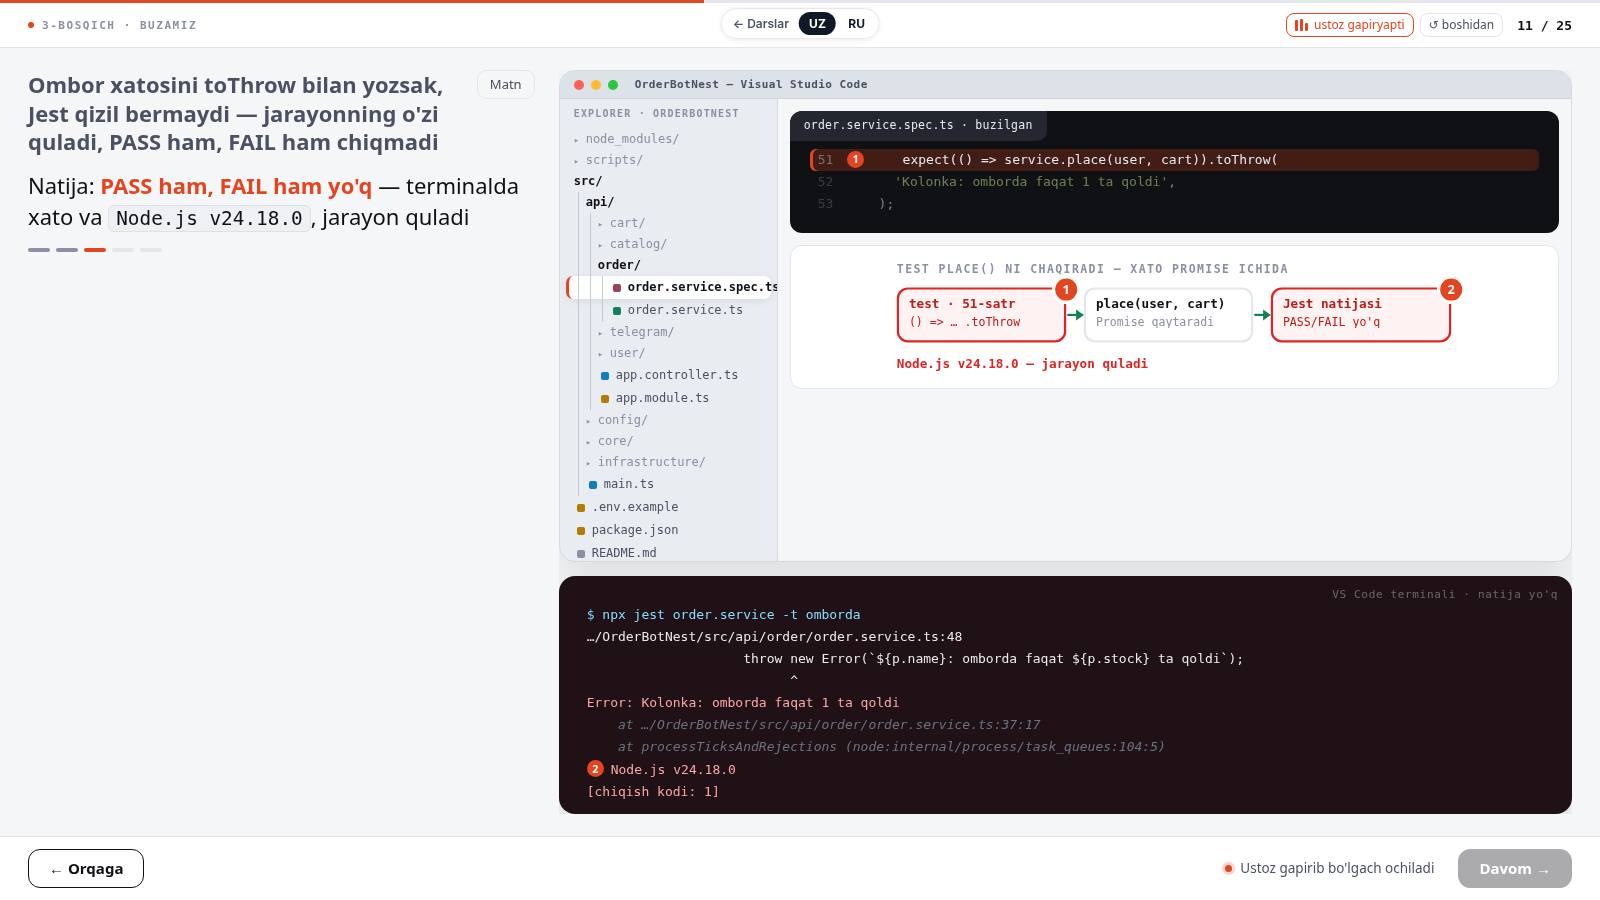 3-BOSQICH · BUZAMIZ
← Darslar UZ RU
ustoz gapiryapti
↺ boshidan
11 / 25
Ombor xatosini toThrow bilan yozsak,
Jest qizil bermaydi — jarayonning o'zi
quladi, PASS ham, FAIL ham chiqmadi
Matn
Natija: PASS ham, FAIL ham yo'q — terminalda
xato va Node.js v24.18.0, jarayon quladi
OrderBotNest — Visual Studio Code
EXPLORER · ORDERBOTNEST
▸ node_modules/
▸ scripts/
src/
api/
▸ cart/
▸ catalog/
order/
order.service.spec.ts
order.service.ts
▸ telegram/
▸ user/
app.controller.ts
app.module.ts
▸ config/
▸ core/
▸ infrastructure/
main.ts
.env.example
package.json
README.md
order.service.spec.ts · buzilgan
51 1 expect(() => service.place(user, cart)).toThrow(
52 'Kolonka: omborda faqat 1 ta qoldi',
53 );
TEST PLACE() NI CHAQIRADI — XATO PROMISE ICHIDA
1
2
test · 51-satr
() => … .toThrow
place(user, cart)
Promise qaytaradi
Jest natijasi
PASS/FAIL yo'q
Node.js v24.18.0 — jarayon quladi
VS Code terminali · natija yo'q
$ npx jest order.service -t omborda
…/OrderBotNest/src/api/order/order.service.ts:48
throw new Error(`${p.name}: omborda faqat ${p.stock} ta qoldi`);
^
Error: Kolonka: omborda faqat 1 ta qoldi
at …/OrderBotNest/src/api/order/order.service.ts:37:17
at processTicksAndRejections (node:internal/process/task_queues:104:5)
2 Node.js v24.18.0
[chiqish kodi: 1]
← Orqaga
Ustoz gapirib bo'lgach ochiladi
Davom →